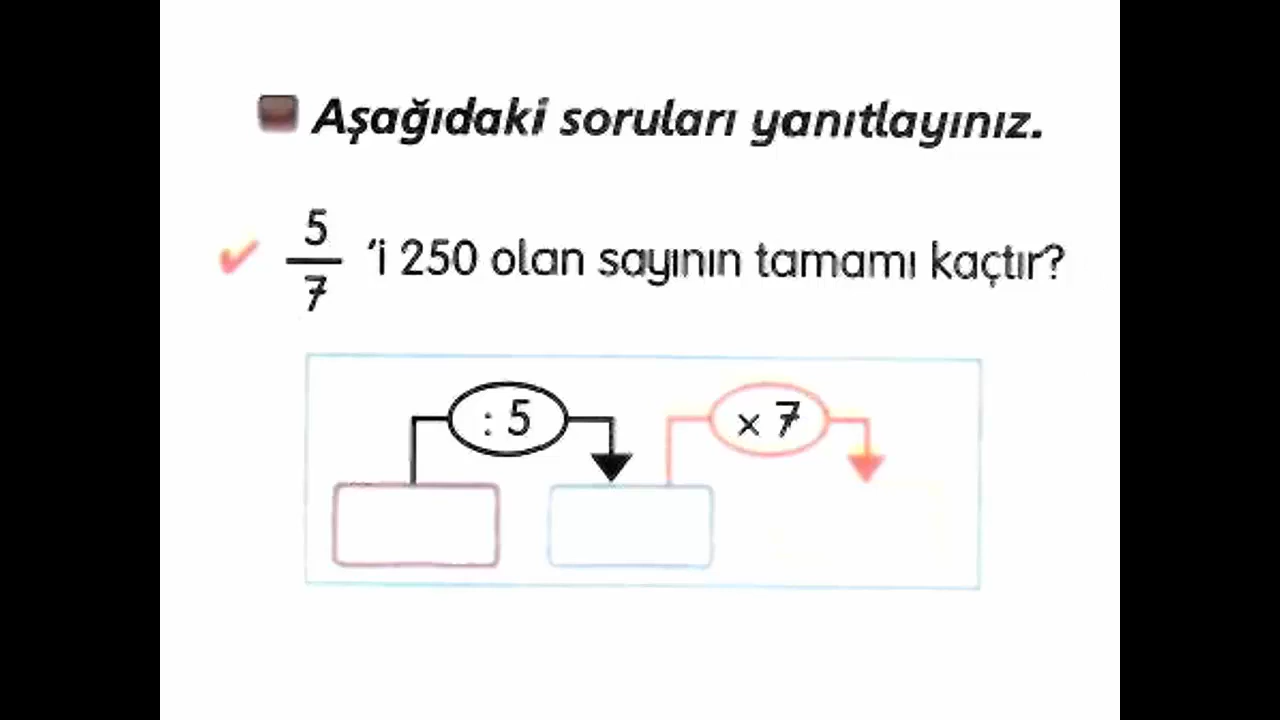 Aşağıdaki soruları yanıtlayınız.
5/7 'i 250 olan sayının tamamı kaçtır?
: 5
x 7